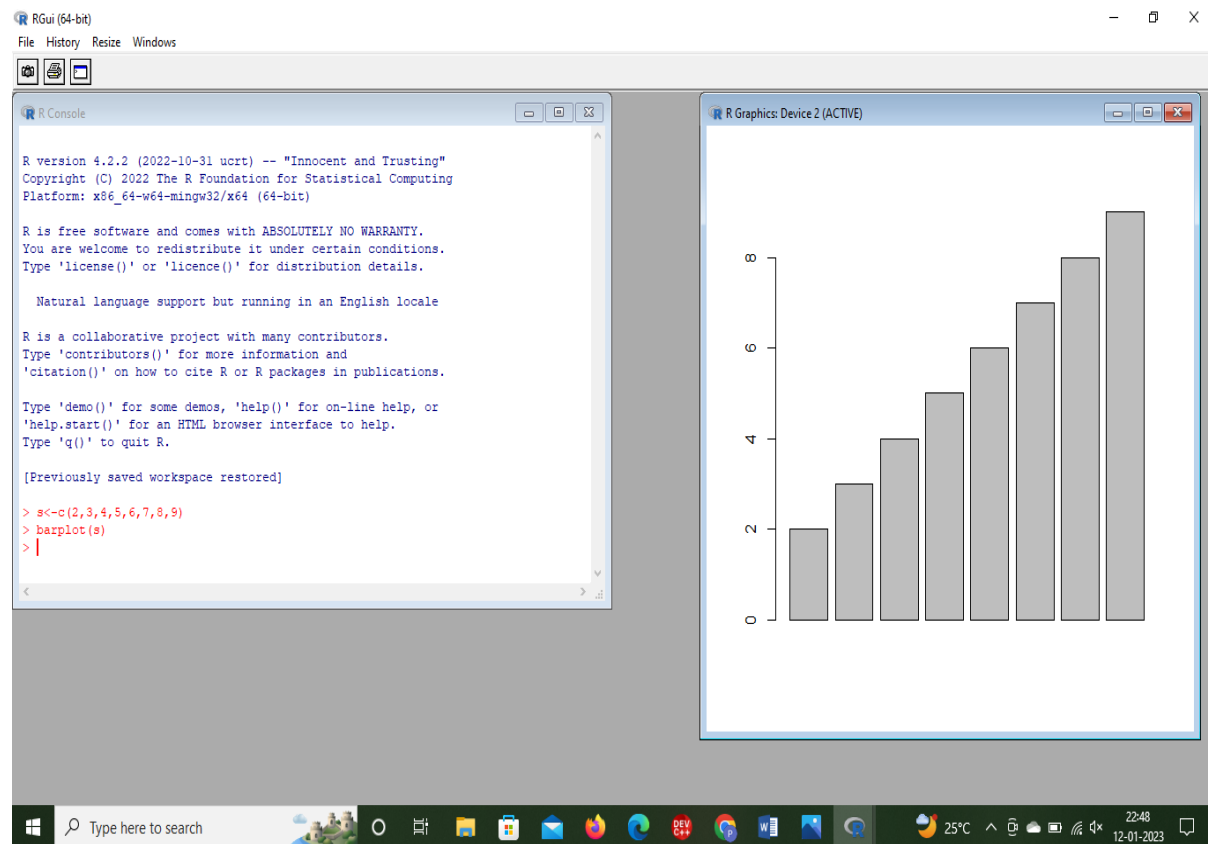 RGui (64-bit)
File History Resize Windows
R Console
R version 4.2.2 (2022-10-31 ucrt) -- "Innocent and Trusting"
Copyright (C) 2022 The R Foundation for Statistical Computing
Platform: x86_64-w64-mingw32/x64 (64-bit)
R is free software and comes with ABSOLUTELY NO WARRANTY.
You are welcome to redistribute it under certain conditions.
Type 'license()' or 'licence()' for distribution details.
Natural language support but running in an English locale
R is a collaborative project with many contributors.
Type 'contributors()' for more information and
'citation()' on how to cite R or R packages in publications.
Type 'demo()' for some demos, 'help()' for on-line help, or
'help.start()' for an HTML browser interface to help.
Type 'q()' to quit R.
[Previously saved workspace restored]
> s<-c(2,3,4,5,6,7,8,9)
> barplot(s)
>
R Graphics: Device 2 (ACTIVE)
8
6
4
2
0
Type here to search
DEV
C++
25°C
22:48
12-01-2023